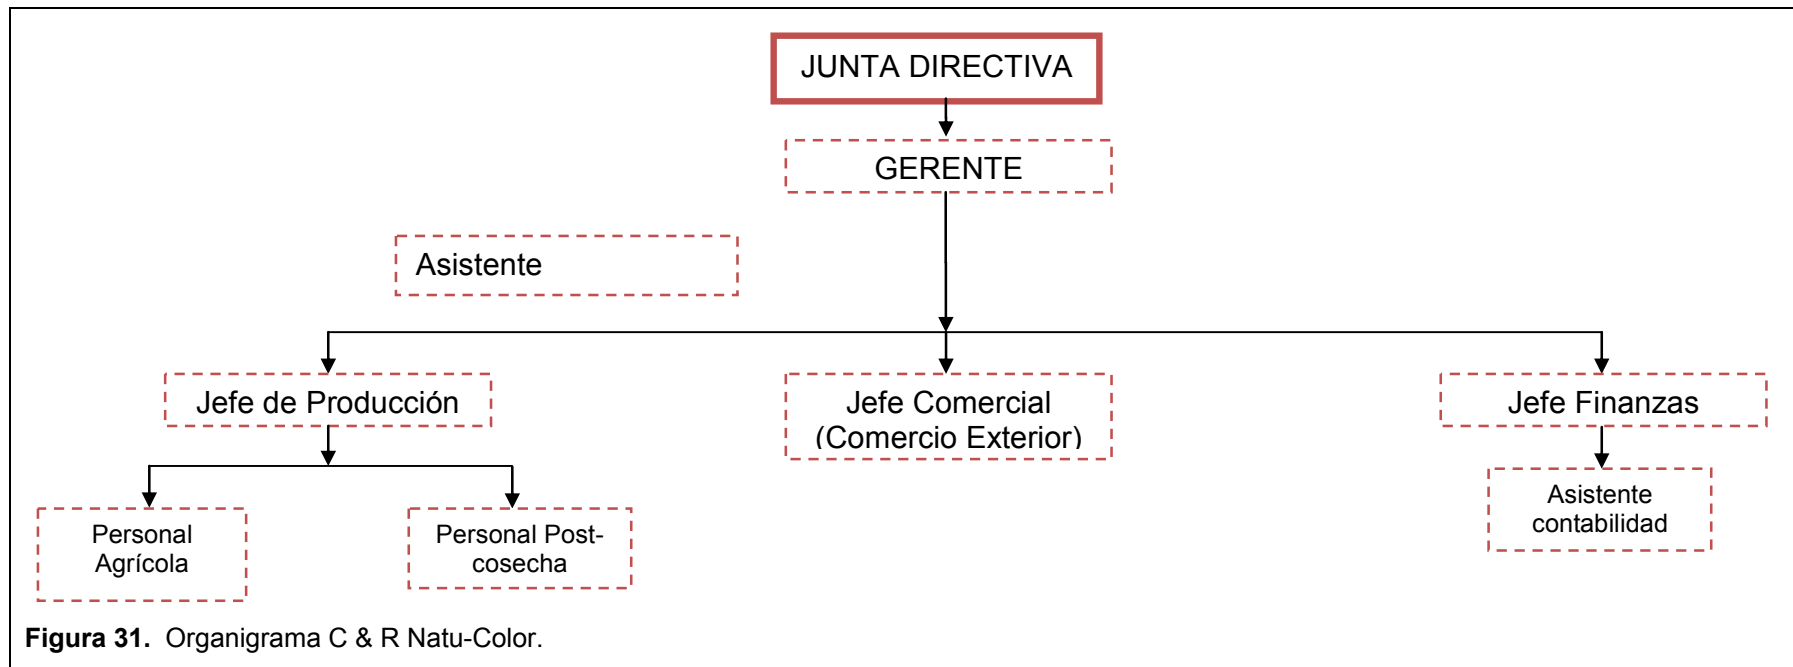 JUNTA DIRECTIVA
GERENTE
Asistente
Jefe de Producción
Jefe Comercial
(Comercio Exterior)
Jefe Finanzas
Personal
Agrícola
Personal Post-
cosecha
Asistente
contabilidad
Figura 31. Organigrama C & R Natu-Color.